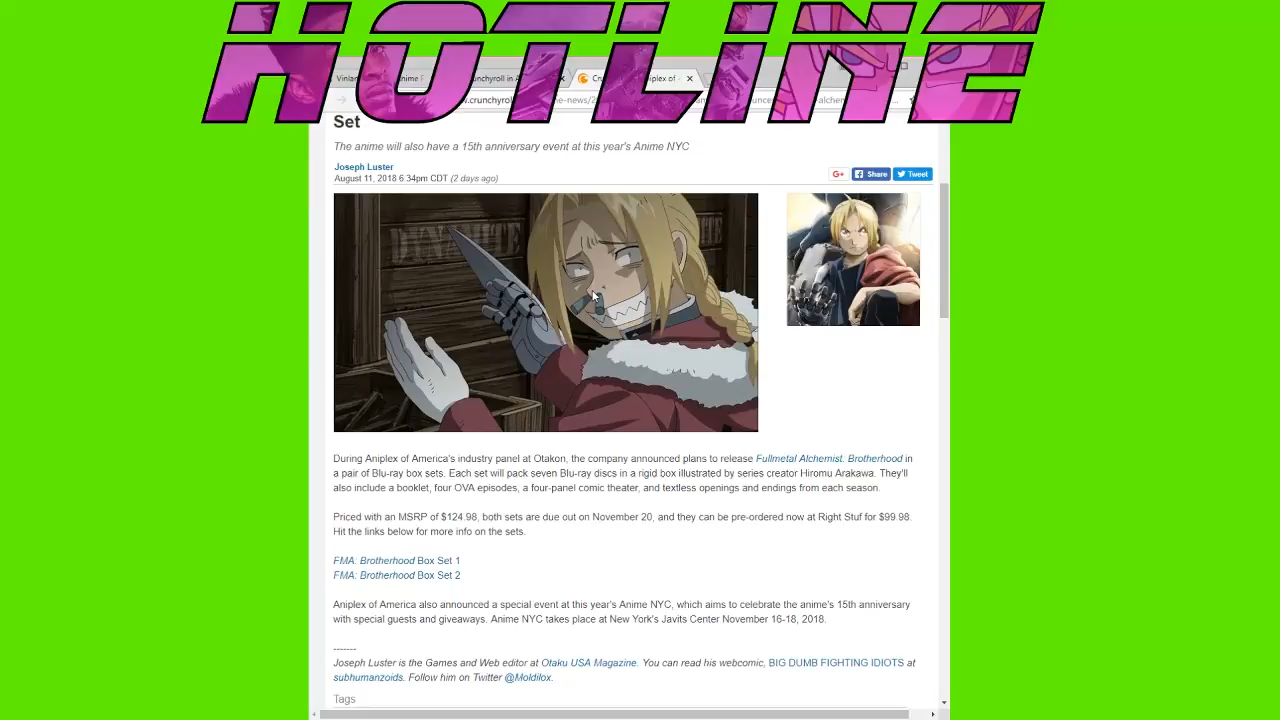 HOTLINE
Vinlan
nime F
nchyroll in A
Cru
niplex of -
w.crunchyroll
Set
The anime will also have a 15th anniversary event at this year's Anime NYC
Joseph Luster
August 11, 2018 6:34pm CDT (2 days ago)
G+ Share Tweet
DYNAMITE
During Aniplex of America's industry panel at Otakon, the company announced plans to release Fullmetal Alchemist: Brotherhood in
a pair of Blu-ray box sets. Each set will pack seven Blu-ray discs in a rigid box illustrated by series creator Hiromu Arakawa. They'll
also include a booklet, four OVA episodes, a four-panel comic theater, and textless openings and endings from each season.
Priced with an MSRP of $124.98, both sets are due out on November 20, and they can be pre-ordered now at Right Stuf for $99.98.
Hit the links below for more info on the sets.
FMA: Brotherhood Box Set 1
FMA: Brotherhood Box Set 2
Aniplex of America also announced a special event at this year's Anime NYC, which aims to celebrate the anime's 15th anniversary
with special guests and giveaways. Anime NYC takes place at New York's Javits Center November 16-18, 2018.
-------
Joseph Luster is the Games and Web editor at Otaku USA Magazine. You can read his webcomic, BIG DUMB FIGHTING IDIOTS at
subhumanzoids. Follow him on Twitter @Moldilox.
Tags